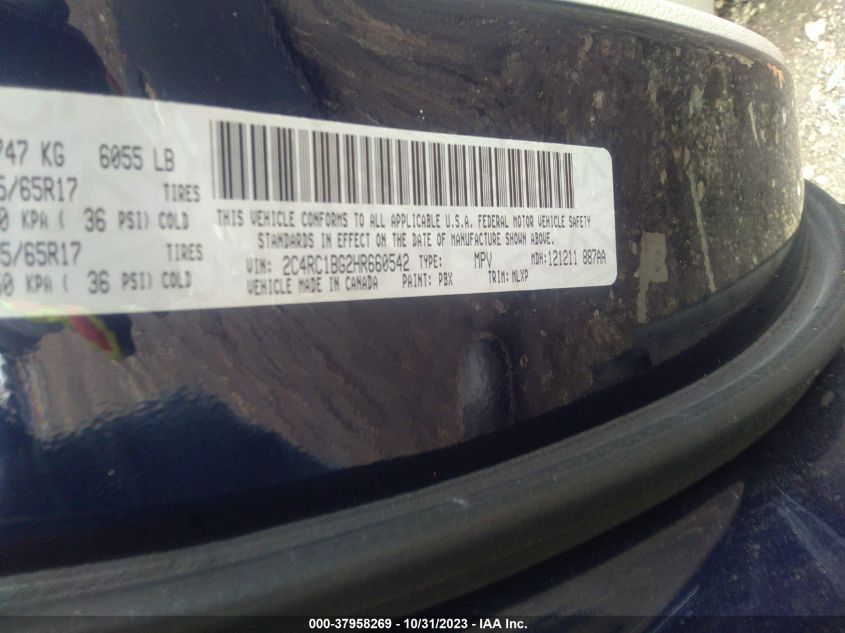 747 KG 6055 LB
5/65R17 TIRES
0 KPA ( 36 PSI) COLD
5/65R17 TIRES
50 KPA ( 36 PSI) COLD
THIS VEHICLE CONFORMS TO ALL APPLICABLE U.S.A. FEDERAL MOTOR VEHICLE SAFETY
STANDARDS IN EFFECT ON THE DATE OF MANUFACTURE SHOWN ABOVE.
VIN: 2C4RC1BG2HR660542 TYPE: MPV MDH:121211 887AA
VEHICLE MADE IN CANADA PAINT: PBX TRIM: NLXP
000-37958269 - 10/31/2023 - IAA Inc.